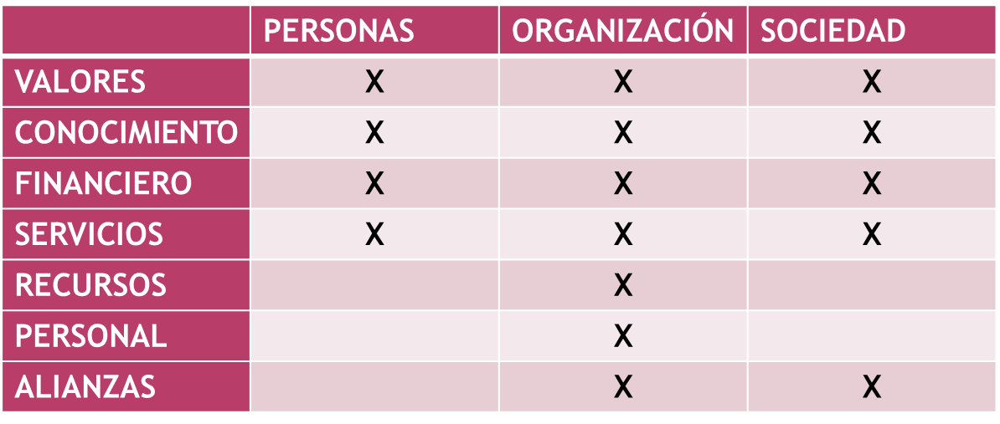 PERSONAS ORGANIZACIÓN SOCIEDAD
VALORES X X X
CONOCIMIENTO X X X
FINANCIERO X X X
SERVICIOS X X X
RECURSOS X
PERSONAL X
ALIANZAS X X